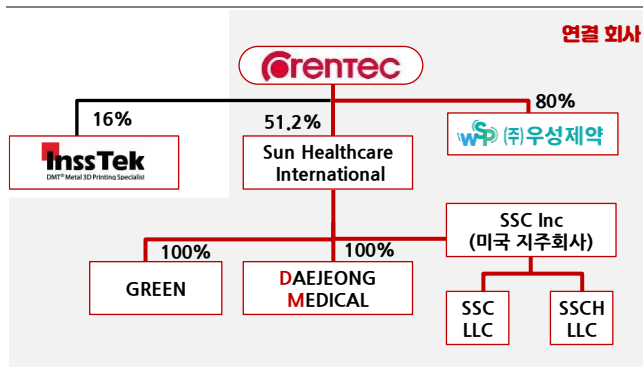 연결 회사
CorenTec
16%
51.2%
80%
InssTek
DMT® Metal 3D Printing Specialist
Sun Healthcare
International
WSP (주)우성제약
SSC Inc
(미국 지주회사)
100%
100%
GREEN
DAEJEONG
MEDICAL
SSC
LLC
SSCH
LLC